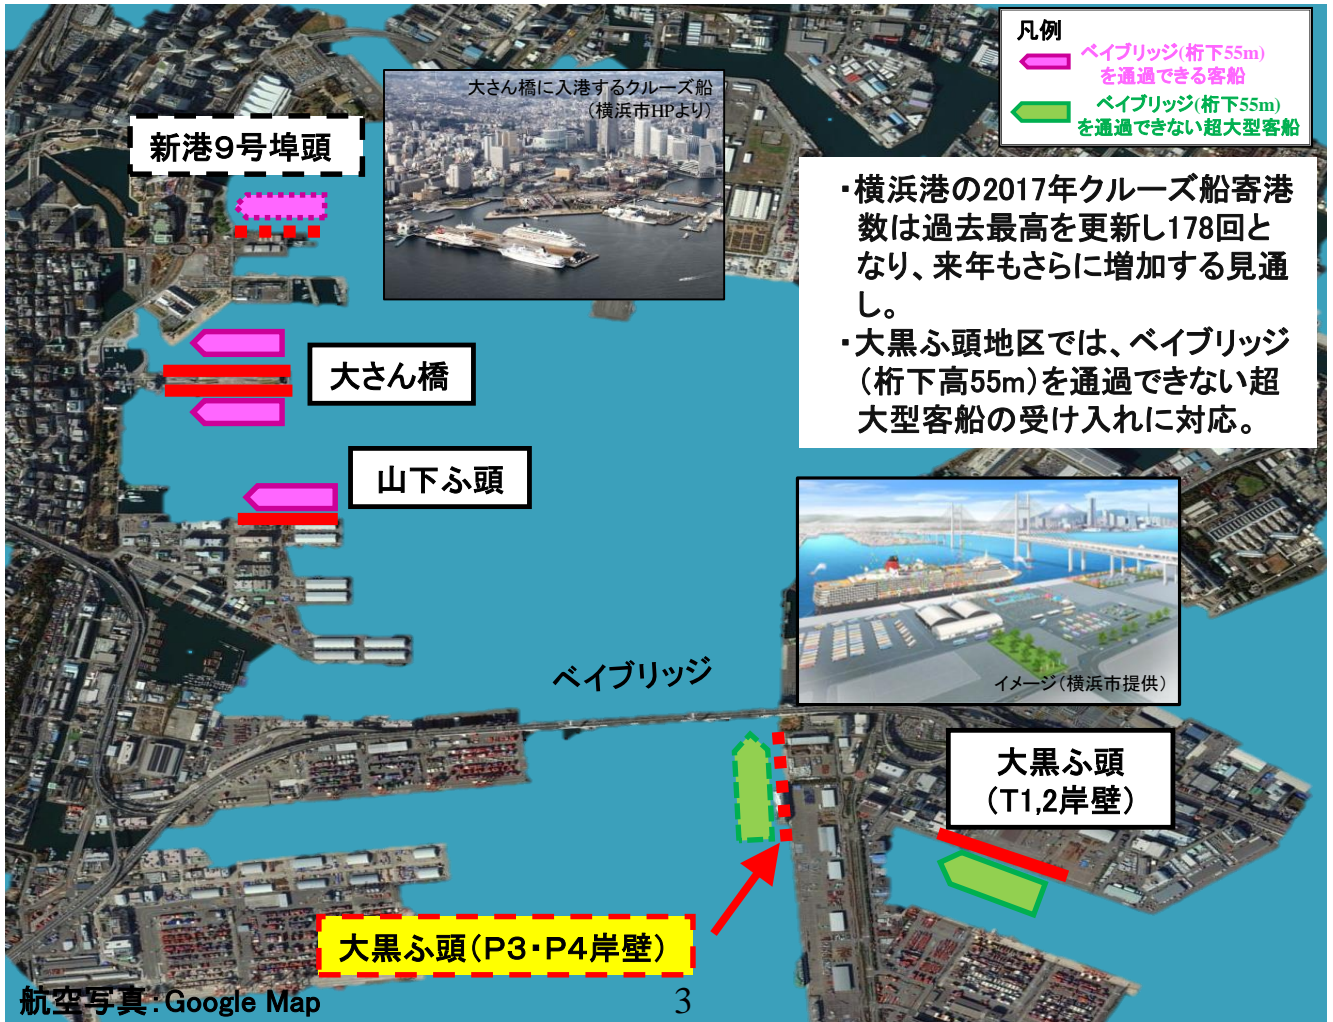 凡例
ベイブリッジ(桁下55m)
を通過できる客船
ベイブリッジ(桁下55m)
を通過できない超大型客船
大さん橋に入港するクルーズ船
(横浜市HPより)
新港9号埠頭
・横浜港の2017年クルーズ船寄港
数は過去最高を更新し178回と
なり、来年もさらに増加する見通
し。
・大黒ふ頭地区では、ベイブリッジ
(桁下高55m)を通過できない超
大型客船の受け入れに対応。
大さん橋
山下ふ頭
イメージ(横浜市提供)
ベイブリッジ
大黒ふ頭
(T1,2岸壁)
大黒ふ頭(P3・P4岸壁)
航空写真:Google Map
3